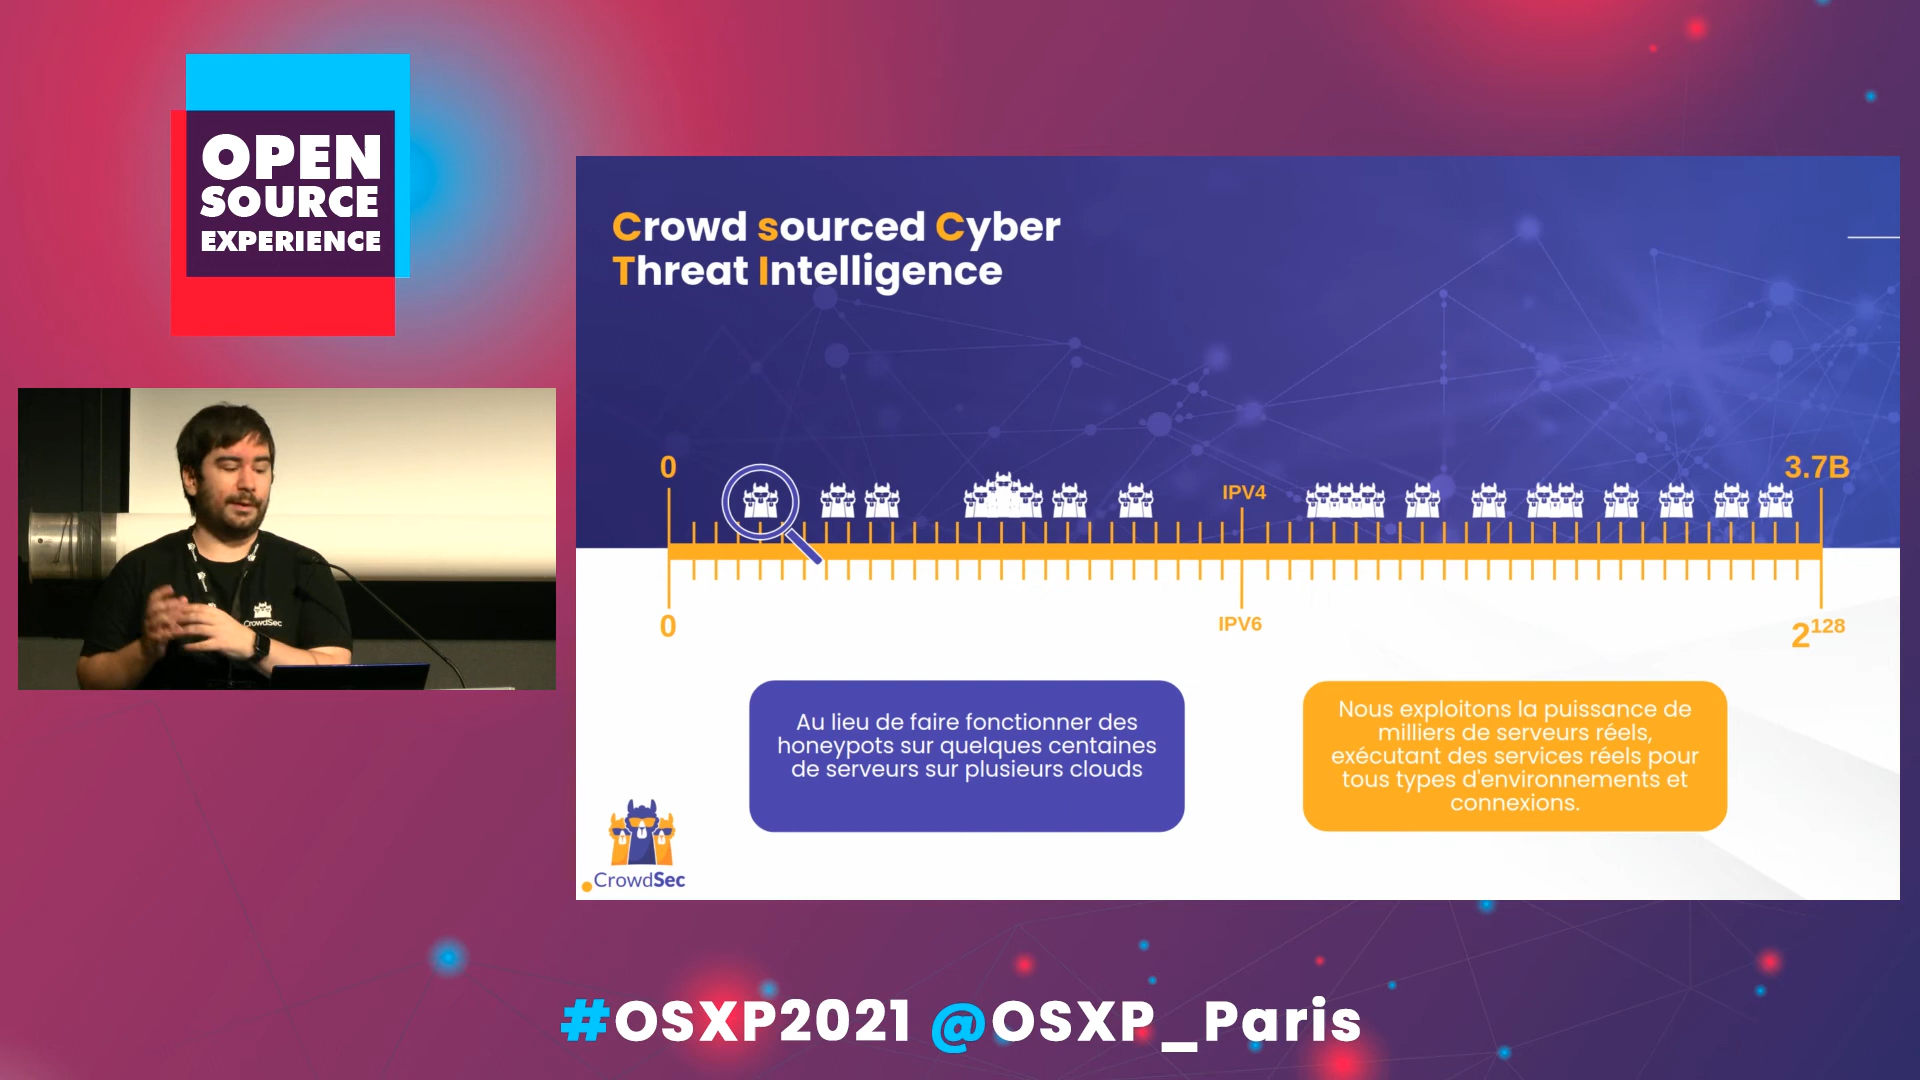 OPEN
SOURCE
EXPERIENCE
Crowd sourced Cyber
Threat Intelligence
0
IPV4
3.7B
0
IPV6
2¹²⁸
Au lieu de faire fonctionner des
honeypots sur quelques centaines
de serveurs sur plusieurs clouds
Nous exploitons la puissance de
milliers de serveurs réels,
exécutant des services réels pour
tous types d'environnements et
connexions.
CrowdSec
CrowdSec
#OSXP2021 @OSXP_Paris